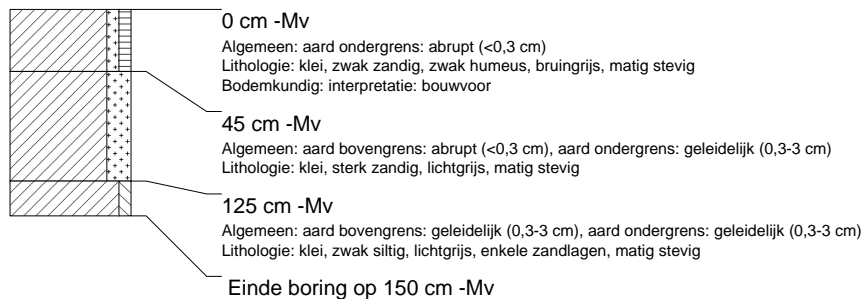 0 cm -Mv
Algemeen: aard ondergrens: abrupt (<0,3 cm)
Lithologie: klei, zwak zandig, zwak humeus, bruingrijs, matig stevig
Bodemkundig: interpretatie: bouwvoor
45 cm -Mv
Algemeen: aard bovengrens: abrupt (<0,3 cm), aard ondergrens: geleidelijk (0,3-3 cm)
Lithologie: klei, sterk zandig, lichtgrijs, matig stevig
125 cm -Mv
Algemeen: aard bovengrens: geleidelijk (0,3-3 cm), aard ondergrens: geleidelijk (0,3-3 cm)
Lithologie: klei, zwak siltig, lichtgrijs, enkele zandlagen, matig stevig
Einde boring op 150 cm -Mv